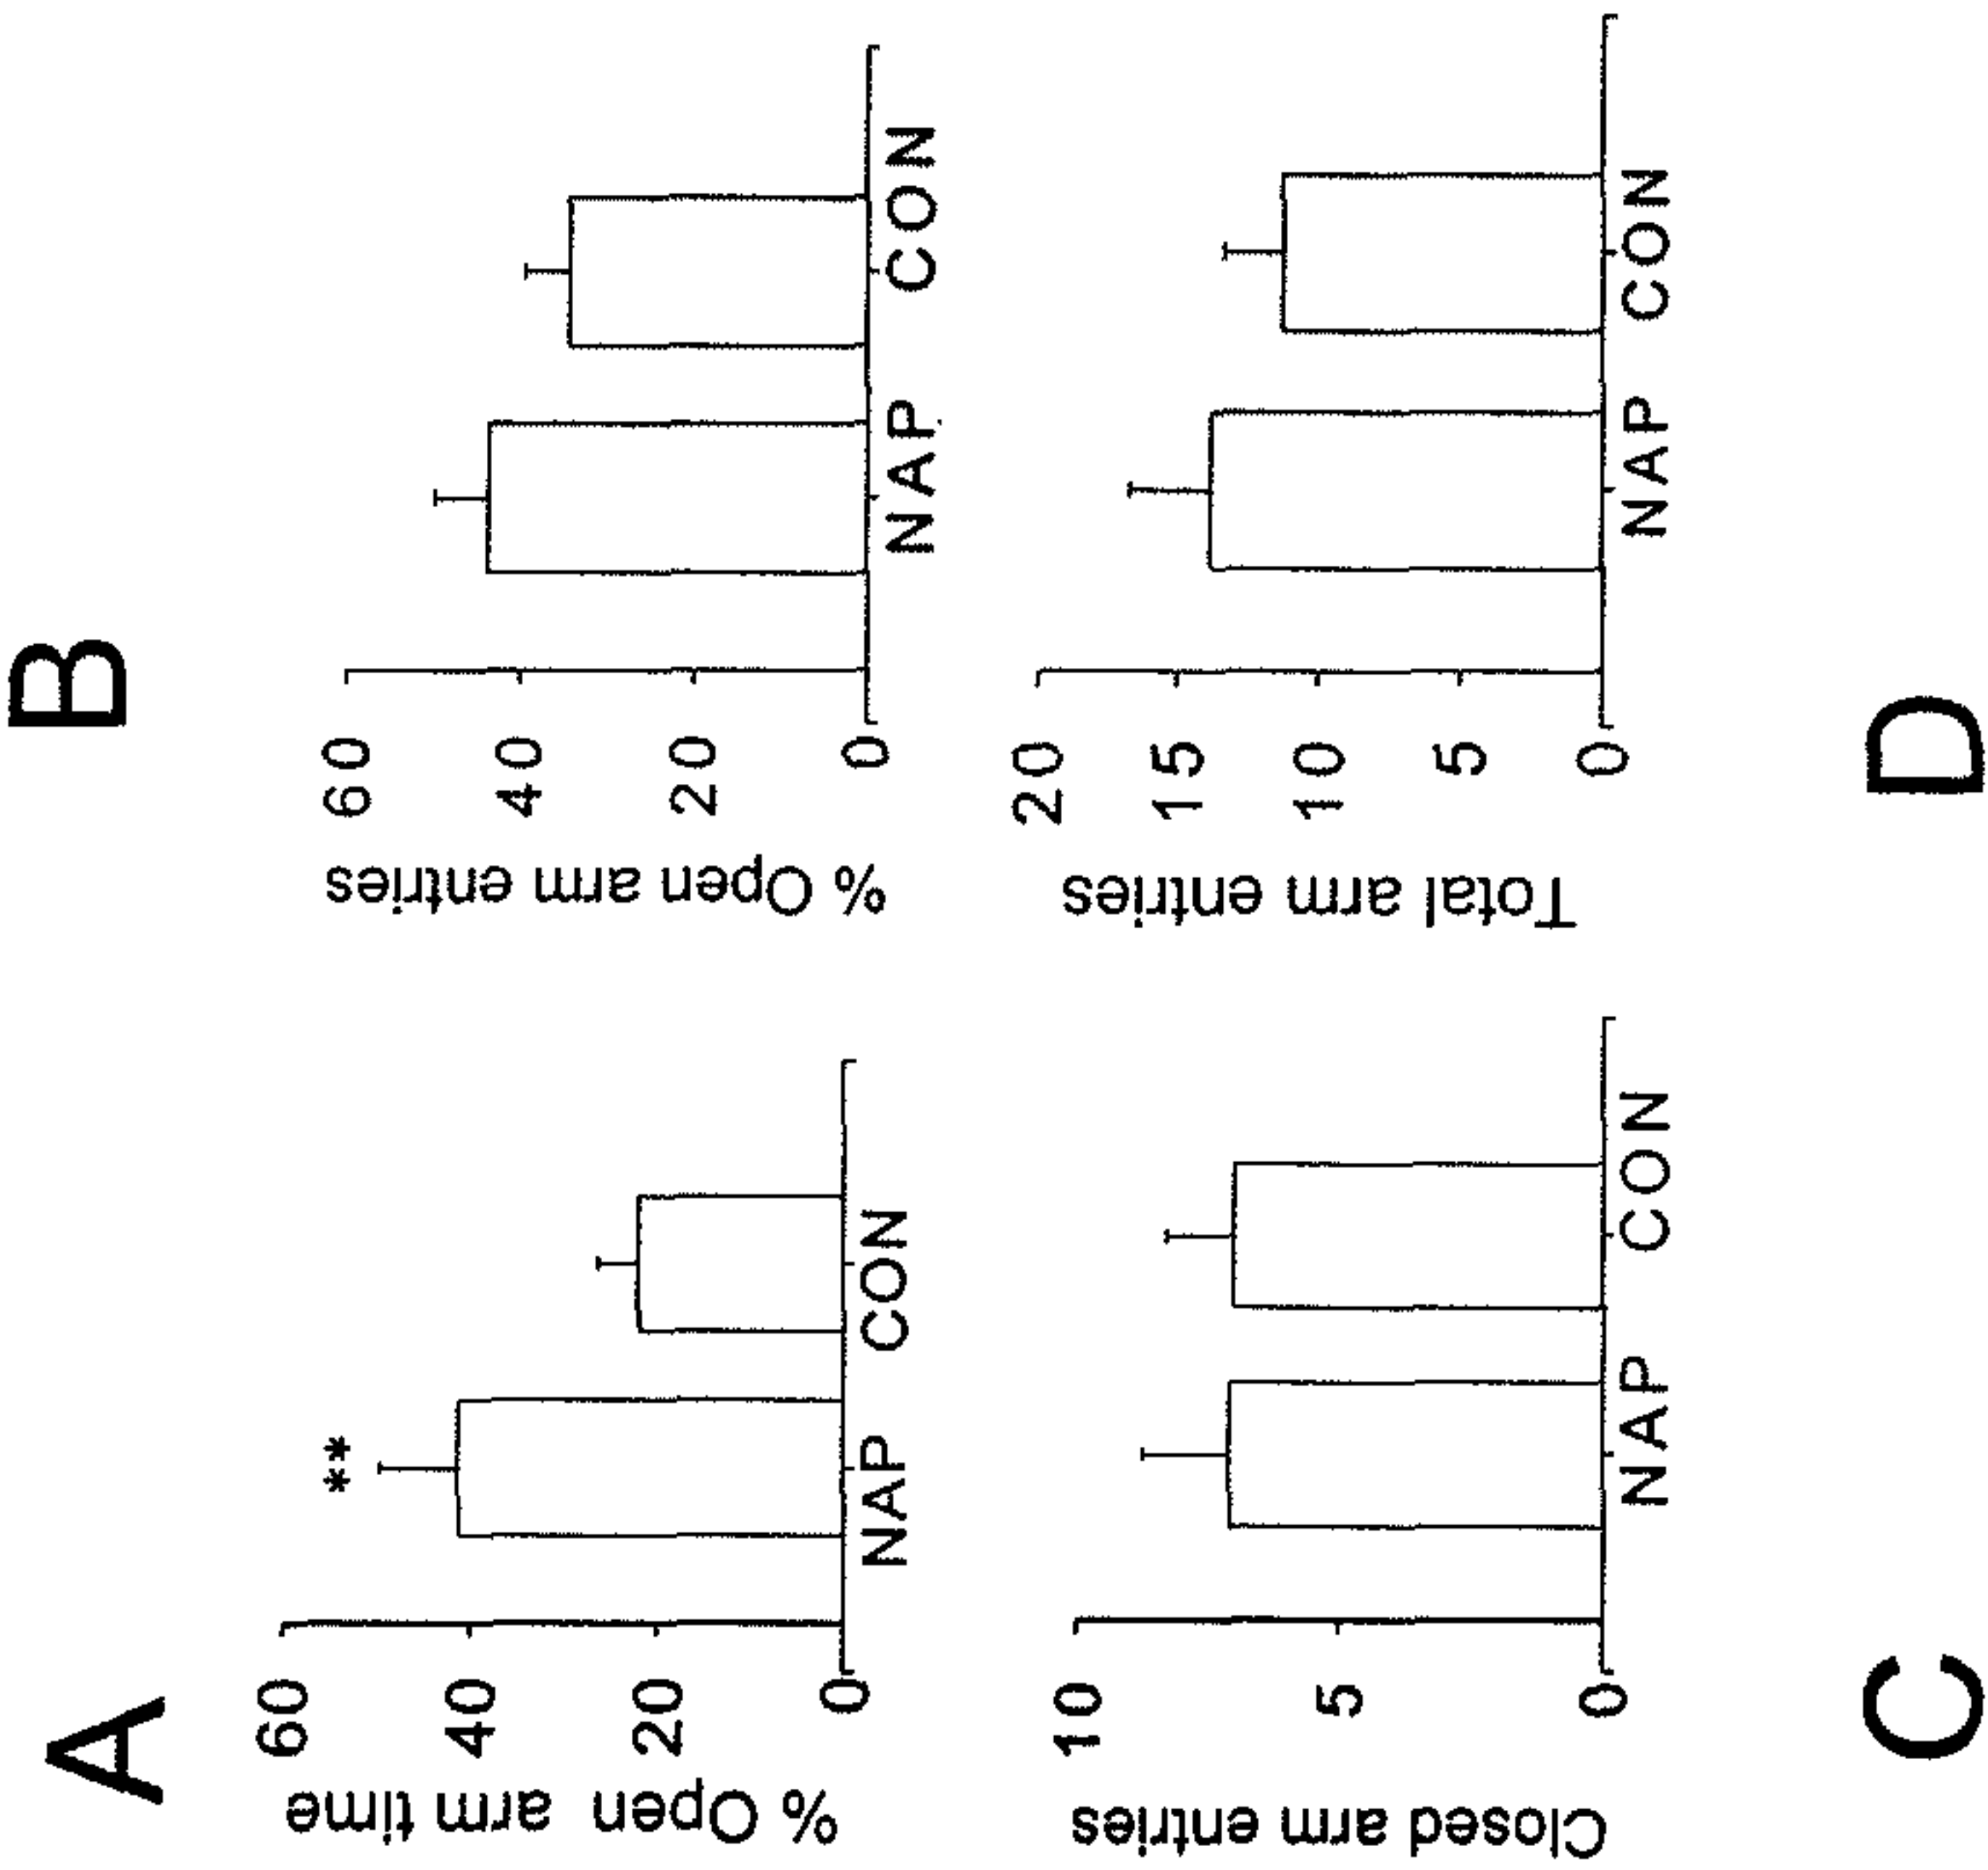 A
60
40
20
0
% Open arm time
**
NAP CON
B
60
40
20
0
% Open arm entries
NAP CON
10
5
0
Closed arm entries
NAP CON
C
20
15
10
5
0
Total arm entries
NAP CON
D